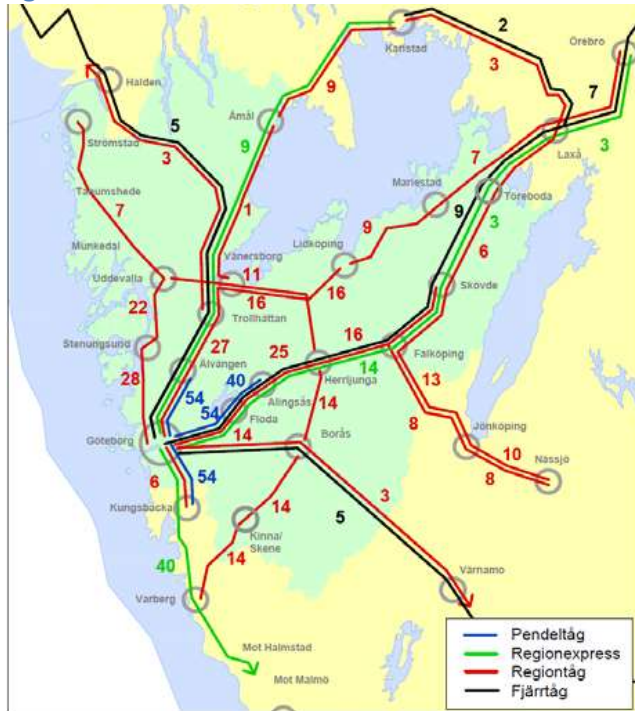 Karlstad
2
Örebro
3
Halden
9
7
Åmål
5
Strömstad
9
Laxå
3
3
7
Tanumshede
Mariestad
Töreboda
1
9
3
7
9
Lidköping
6
Munkedal
Vänersborg
11
Uddevalla
16
16
Skövde
22
Trollhättan
16
Stenungsund
27
25
Falköping
Älvängen
14
40
Herrljunga
28
54
Alingsås
13
54
Floda
14
8
14
Göteborg
Borås
Jönköping
10
6
54
3
8
Nässjö
Kungsbacka
14
5
Kinna/
Skene
40
14
Värnamo
Varberg
Mot Halmstad
Mot Malmö
Pendeltåg
Regionexpress
Regiontåg
Fjärrtåg